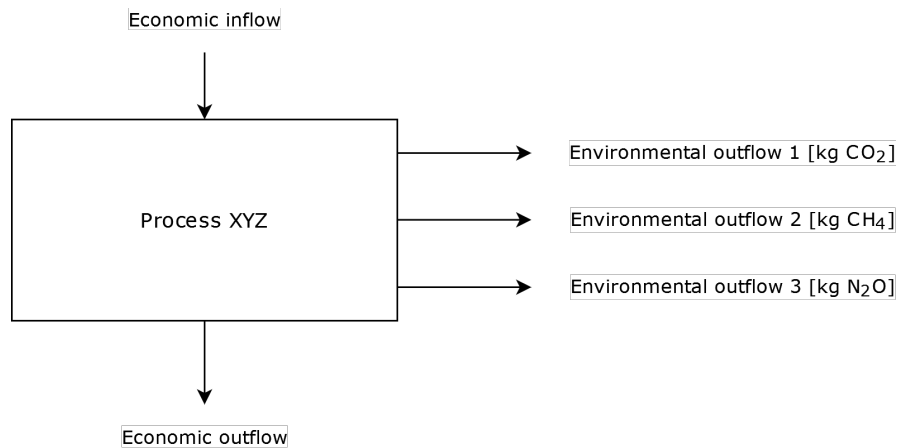 Economic inflow
Environmental outflow 1 [kg CO₂]
Process XYZ
Environmental outflow 2 [kg CH₄]
Environmental outflow 3 [kg N₂O]
Economic outflow